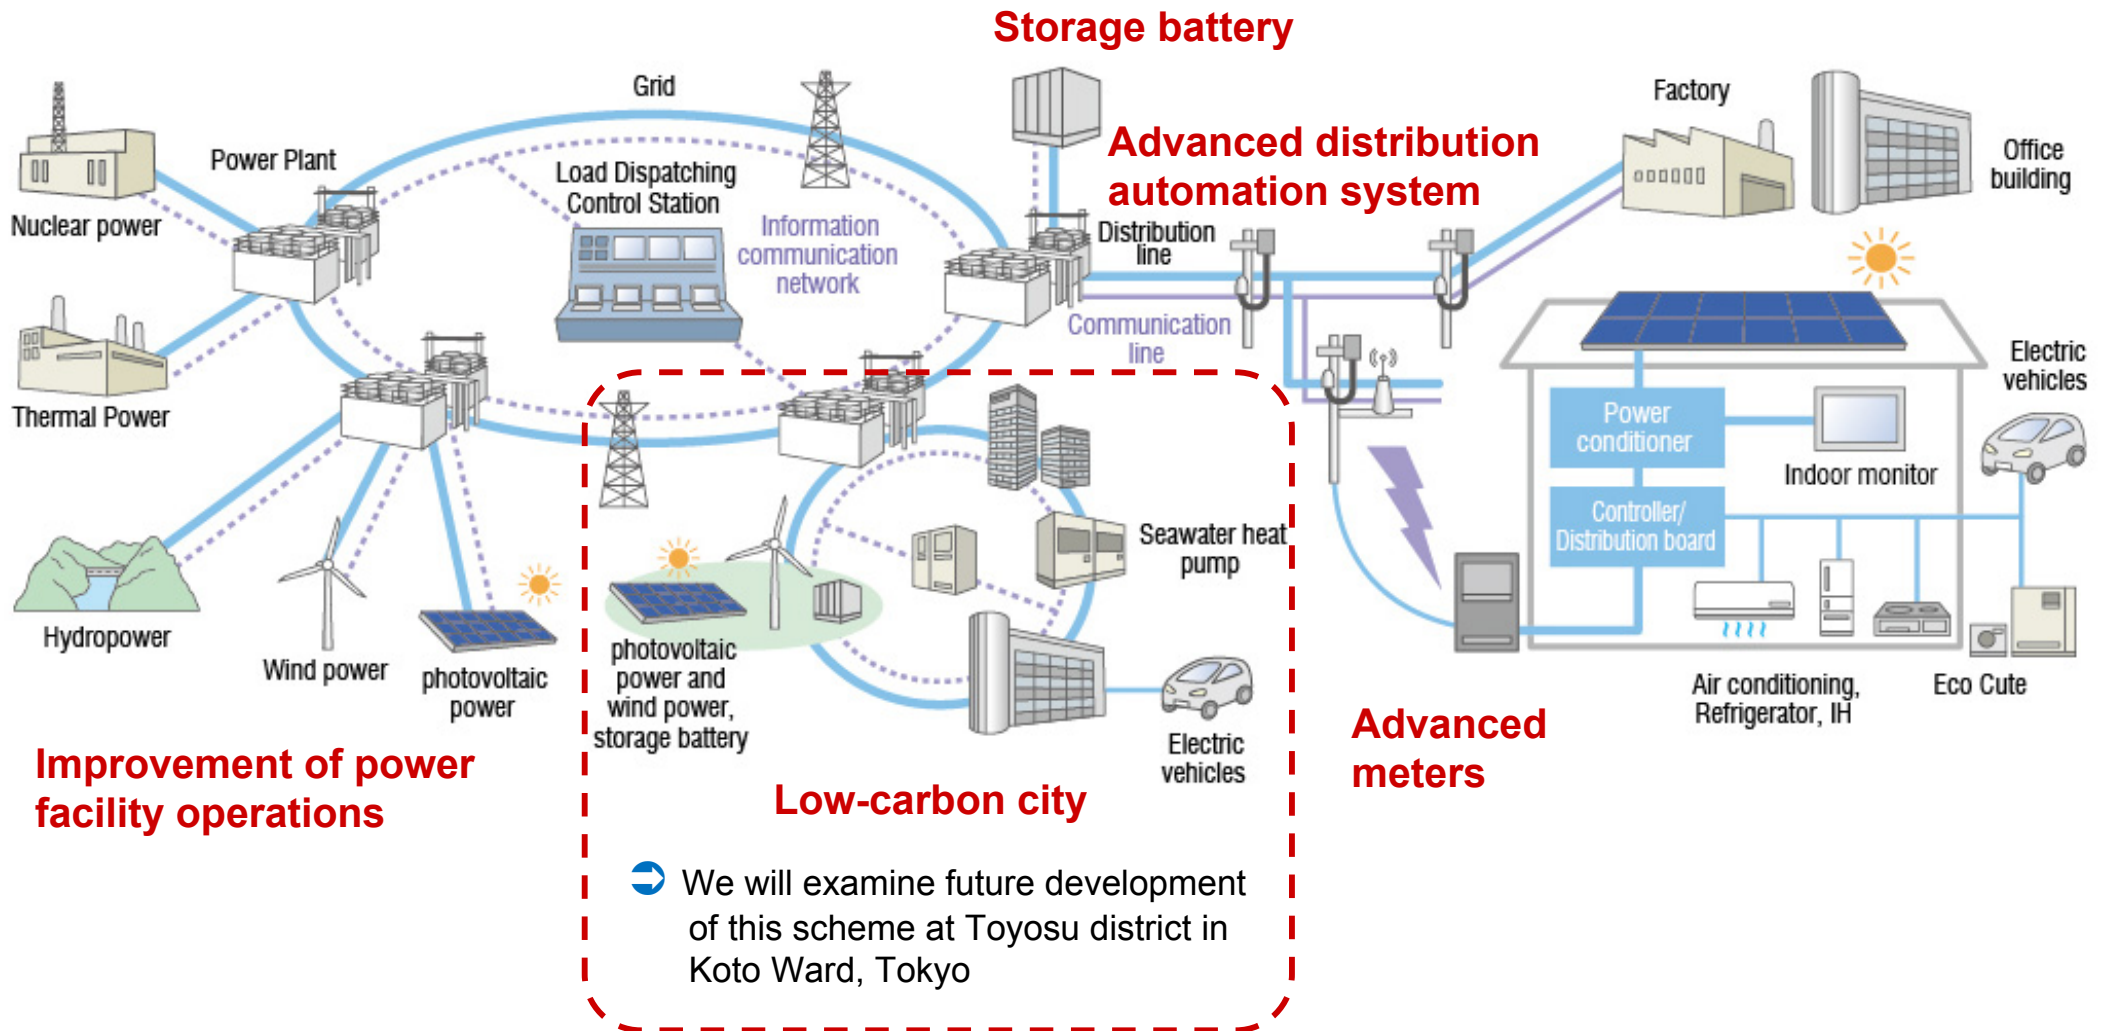 Storage battery
Grid
Factory
Power Plant
Advanced distribution
automation system
Office
building
Load Dispatching
Control Station
Nuclear power
Information
communication
network
Distribution
line
Communication
line
Thermal Power
Electric
vehicles
Power
conditioner
Indoor monitor
Controller/
Distribution board
Seawater heat
pump
Hydropower
Wind power
photovoltaic
power
photovoltaic
power and
wind power,
storage battery
Air conditioning,
Refrigerator, IH
Eco Cute
Electric
vehicles
Advanced
meters
Improvement of power
facility operations
Low-carbon city
We will examine future development
of this scheme at Toyosu district in
Koto Ward, Tokyo